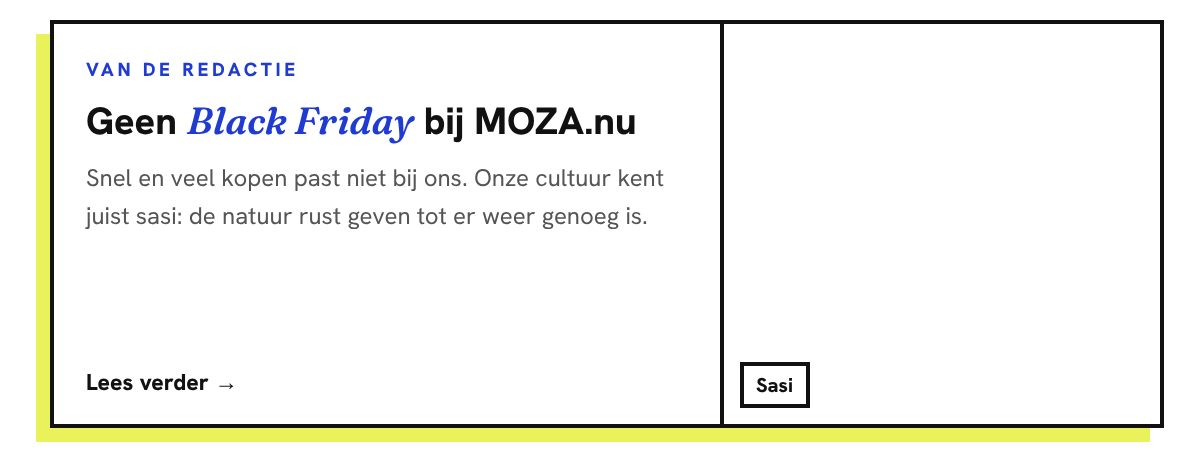 VAN DE REDACTIE
Geen Black Friday bij MOZA.nu
Snel en veel kopen past niet bij ons. Onze cultuur kent
juist sasi: de natuur rust geven tot er weer genoeg is.
Lees verder →
Sasi